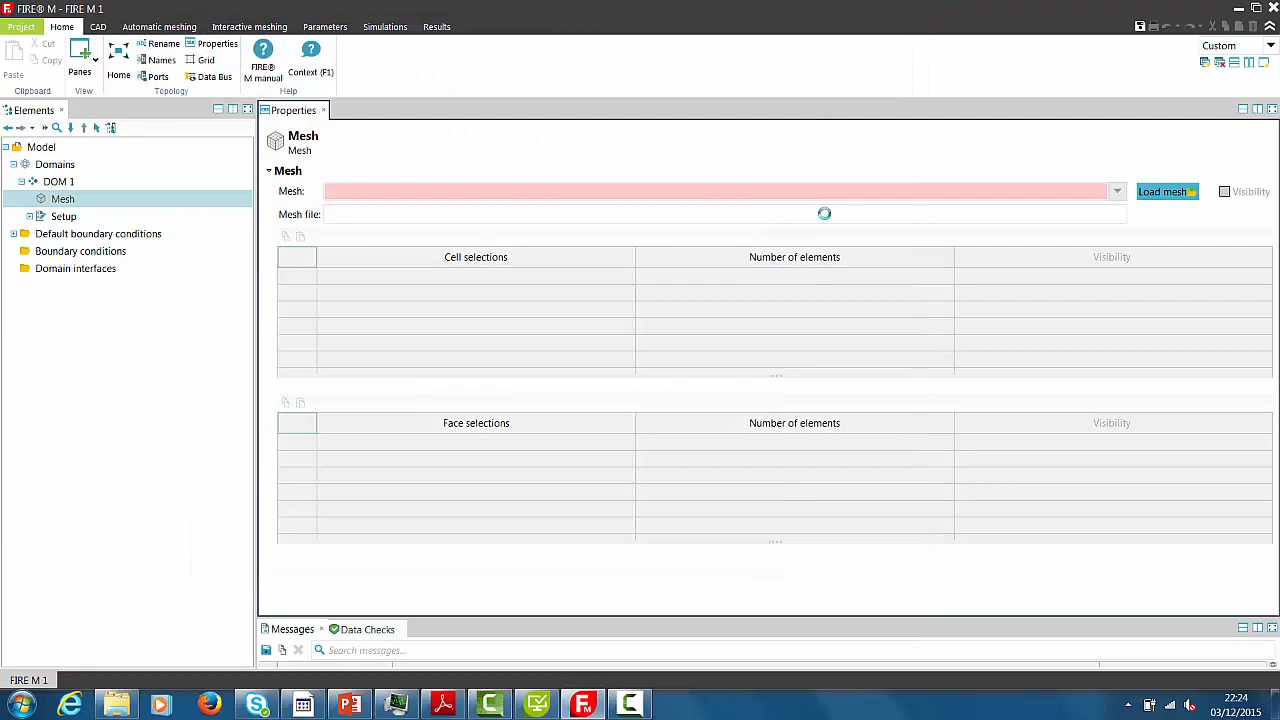 FIRE® M - FIRE M 1
Project Home CAD Automatic meshing Interactive meshing Parameters Simulations Results
Paste Cut Copy Panes Home Rename Names Ports Properties Grid Data Bus FIRE® M manual Context (F1) Custom
Clipboard View Topology Help
Elements
Model
Domains
DOM 1
Mesh
Setup
Default boundary conditions
Boundary conditions
Domain interfaces
Properties
Mesh
Mesh
Mesh
Mesh: Load mesh Visibility
Mesh file:
Cell selections Number of elements Visibility
Face selections Number of elements Visibility
Messages Data Checks
Search messages...
FIRE M 1
22:24
03/12/2015